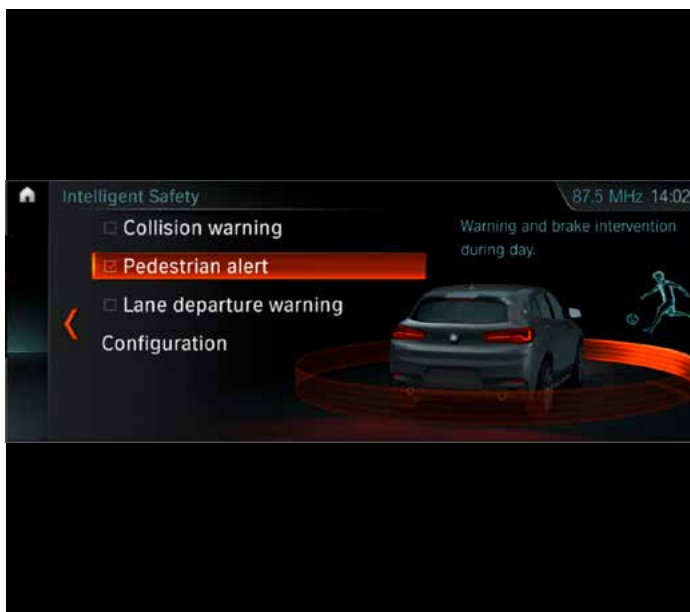 Intelligent Safety
87.5 MHz 14:02
Collision warning
Pedestrian alert
Lane departure warning
Configuration
Warning and brake intervention
during day.